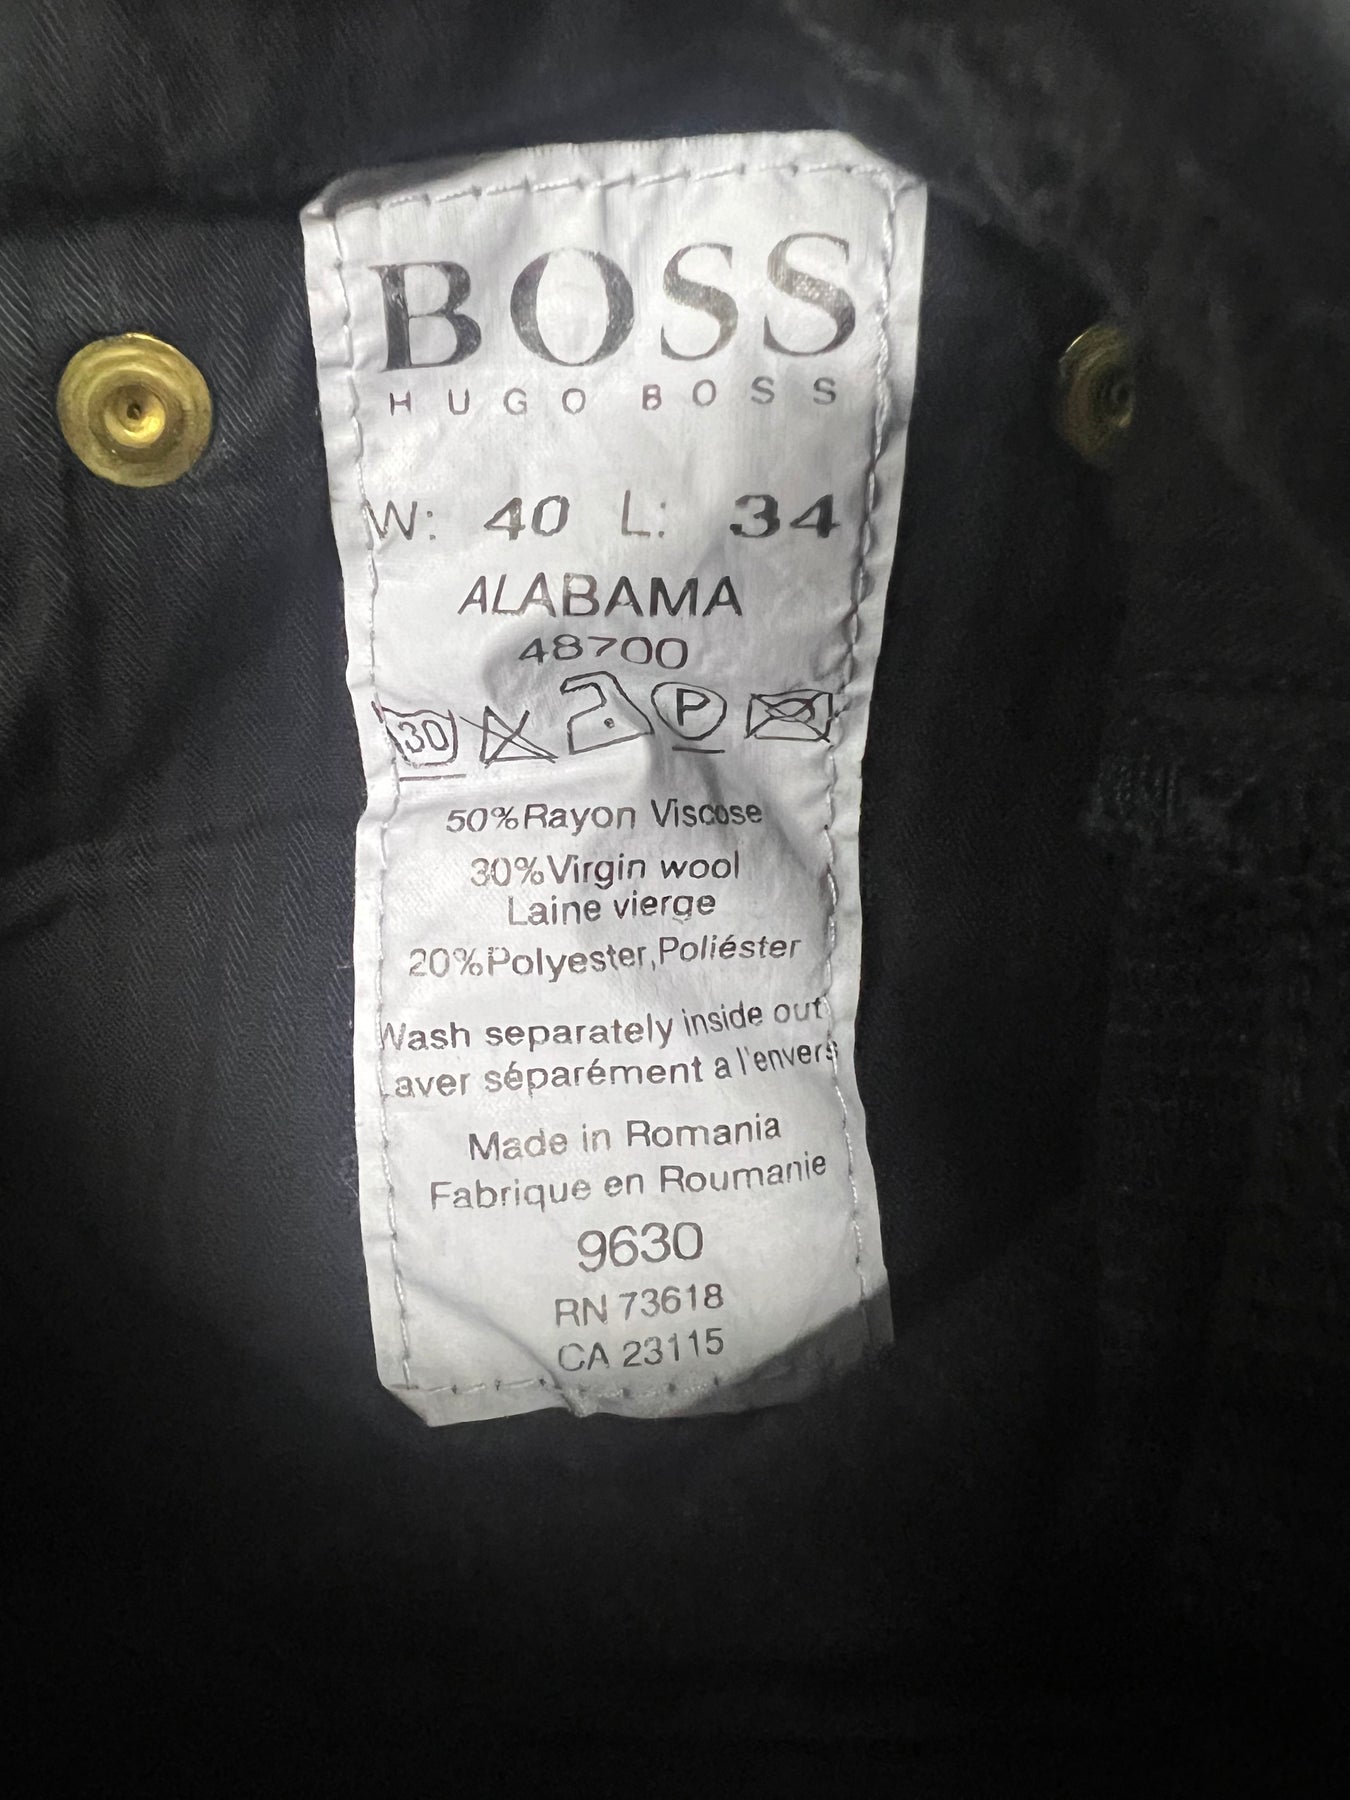 BOSS
HUGO BOSS
W: 40 L: 34
ALABAMA
48700
30 P
50%Rayon Viscose
30%Virgin wool
Laine vierge
20%Polyester,Poliéster
Wash separately inside out
Laver séparément a l'envers
Made in Romania
Fabrique en Roumanie
9630
RN 73618
CA 23115